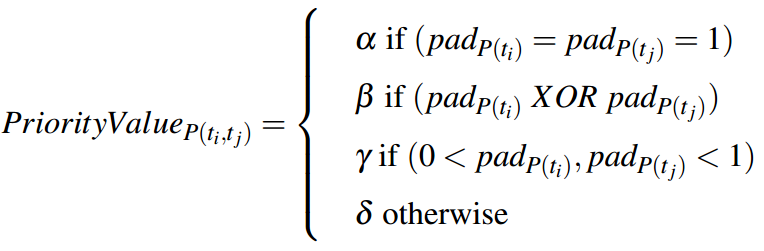 α if (pad_{P(t_i)} = pad_{P(t_j)} = 1)
β if (pad_{P(t_i)} XOR pad_{P(t_j)})
PriorityValue_{P(t_i,t_j)} = {
γ if (0 < pad_{P(t_i)}, pad_{P(t_j)} < 1)
δ otherwise